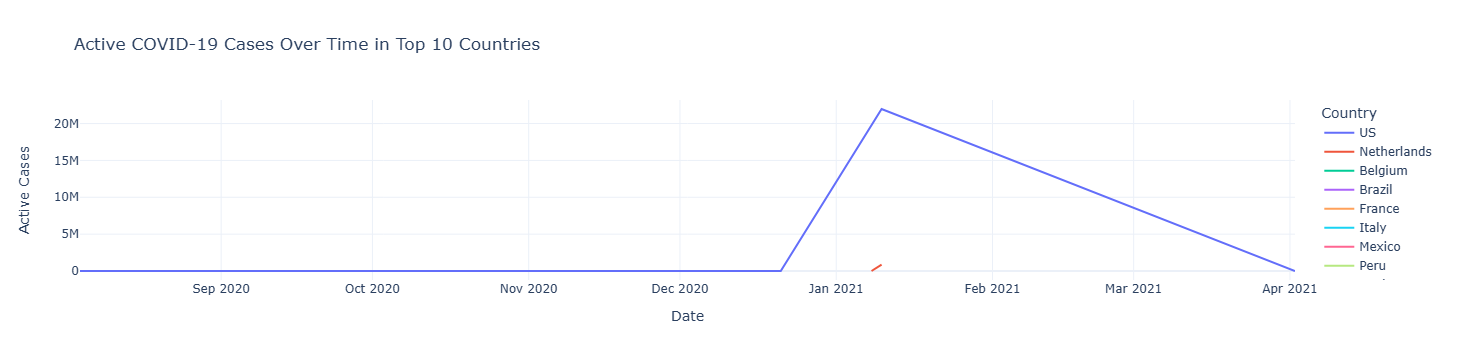 Active COVID-19 Cases Over Time in Top 10 Countries
Active Cases
20M
15M
10M
5M
0
Sep 2020
Oct 2020
Nov 2020
Dec 2020
Jan 2021
Feb 2021
Mar 2021
Apr 2021
Date
Country
US
Netherlands
Belgium
Brazil
France
Italy
Mexico
Peru